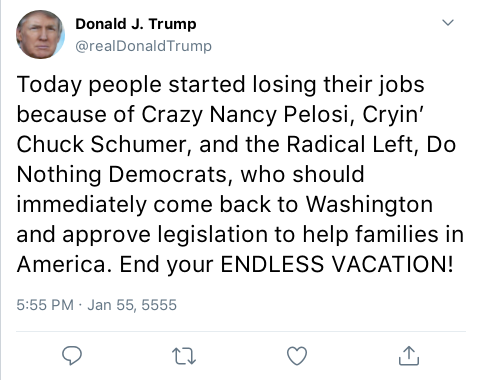 Donald J. Trump
@realDonaldTrump
Today people started losing their jobs
because of Crazy Nancy Pelosi, Cryin’
Chuck Schumer, and the Radical Left, Do
Nothing Democrats, who should
immediately come back to Washington
and approve legislation to help families in
America. End your ENDLESS VACATION!
5:55 PM · Jan 55, 5555